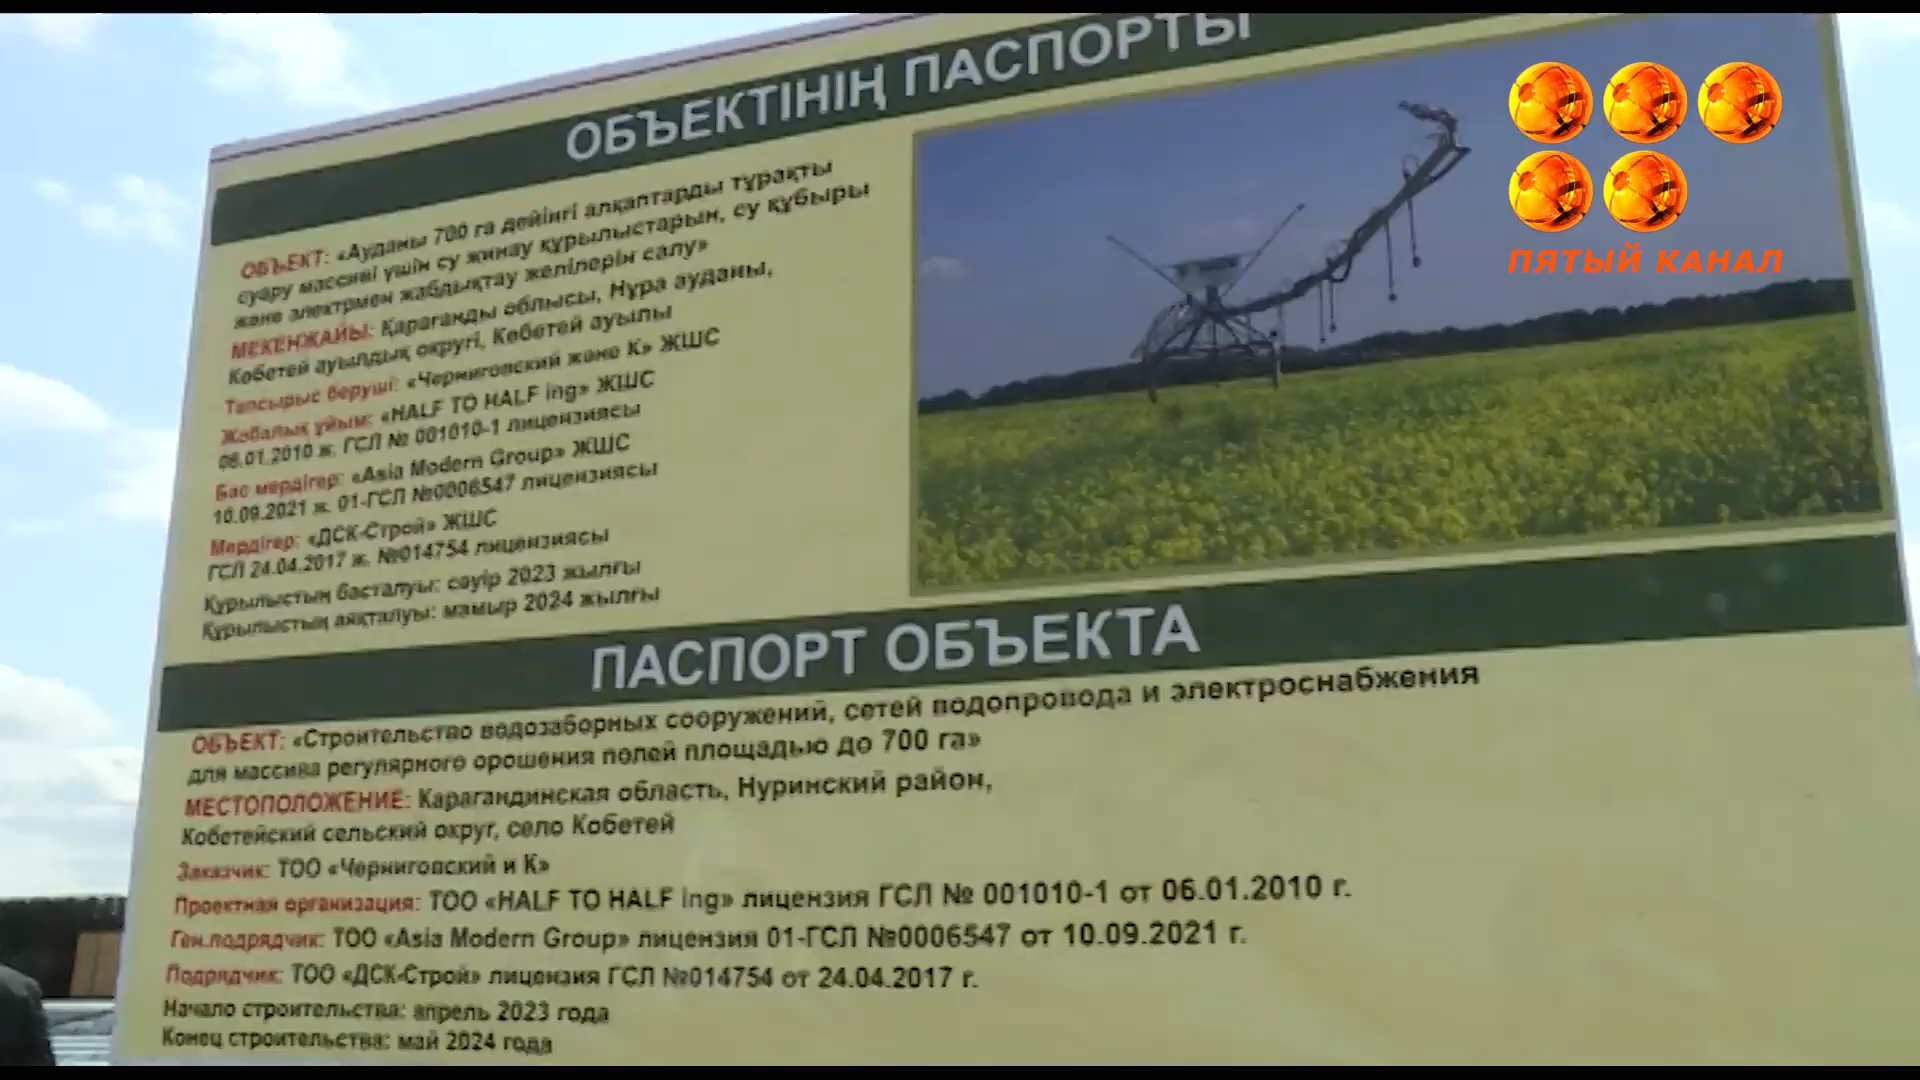 ОБЪЕКТІНІҢ ПАСПОРТЫ
ОБЪЕКТ: «Ауданы 700 га дейінгі алқаптарды тұрақты
суару массиві үшін су жинау құрылыстарын, су құбыры
және электрмен жабдықтау желілерін салу»
МЕКЕНЖАЙЫ: Қарағанды облысы, Нұра ауданы,
Көбетей ауылдық округі, Көбетей ауылы
Тапсырыс беруші: «Черниговский және К» ЖШС
Жобалық ұйым: «HALF TO HALF ing» ЖШС
06.01.2010 ж. ГСЛ № 001010-1 лицензиясы
Бас мердігер: «Asia Modern Group» ЖШС
10.09.2021 ж. 01-ГСЛ №0006547 лицензиясы
Мердігер: «ДСК-Строй» ЖШС
ГСЛ 24.04.2017 ж. №014754 лицензиясы
Құрылыстың басталуы: сәуір 2023 жылғы
Құрылыстың аяқталуы: мамыр 2024 жылғы
ПЯТЫЙ КАНАЛ
ПАСПОРТ ОБЪЕКТА
ОБЪЕКТ: «Строительство водозаборных сооружений, сетей водопровода и электроснабжения
для массива регулярного орошения полей площадью до 700 га»
МЕСТОПОЛОЖЕНИЕ: Карагандинская область, Нуринский район,
Кобетейский сельский округ, село Кобетей
Заказчик: ТОО «Черниговский и К»
Проектная организация: ТОО «HALF TO HALF ing» лицензия ГСЛ № 001010-1 от 06.01.2010 г.
Ген.подрядчик: ТОО «Asia Modern Group» лицензия 01-ГСЛ №0006547 от 10.09.2021 г.
Подрядчик: ТОО «ДСК-Строй» лицензия ГСЛ №014754 от 24.04.2017 г.
Начало строительства: апрель 2023 года
Конец строительства: май 2024 года